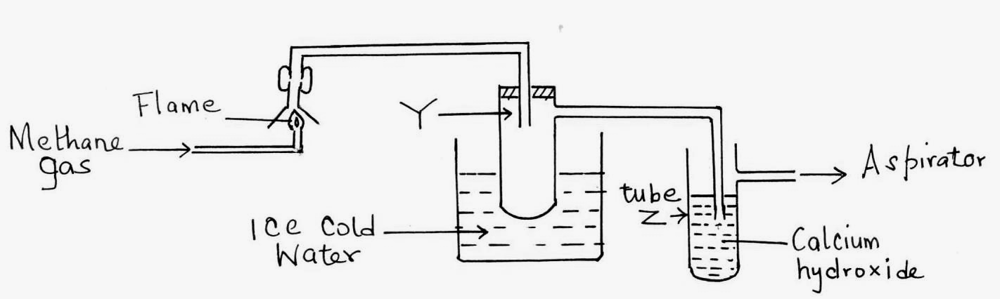 Flame
Methane
gas
Y
Ice Cold
Water
tube
Z
Aspirator
Calcium
hydroxide